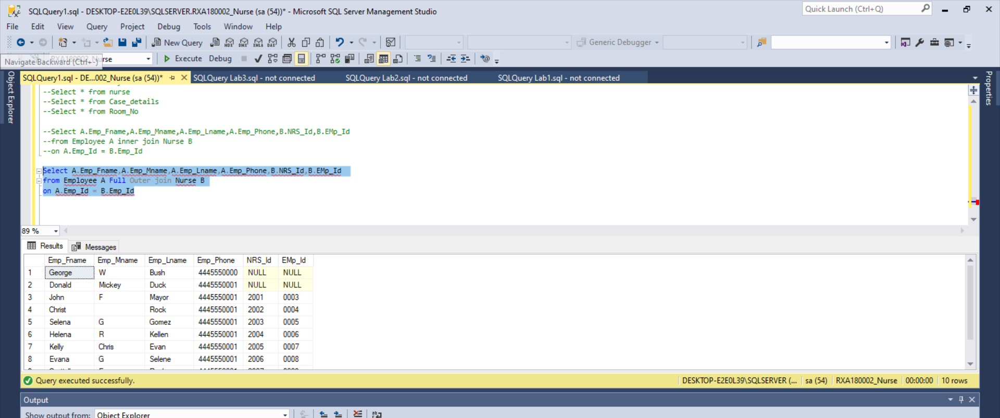 SQLQuery1.sql - DESKTOP-E2E0L39\SQLSERVER.RXA180002_Nurse (sa (54))* - Microsoft SQL Server Management Studio
Quick Launch (Ctrl+Q)
File Edit View Query Project Debug Tools Window Help
New Query MDX DMX XMLA DAX Generic Debugger
RXA180002_Nurse Execute Debug
Navigate Backward (Ctrl+-)
Object Explorer
Properties
SQLQuery1.sql - DE...002_Nurse (sa (54))* SQLQuery Lab3.sql - not connected SQLQuery Lab2.sql - not connected SQLQuery Lab1.sql - not connected
--Select * from nurse
--Select * from Case_details
--Select * from Room_No
--Select A.Emp_Fname,A.Emp_Mname,A.Emp_Lname,A.Emp_Phone,B.NRS_Id,B.EMp_Id
--from Employee A inner join Nurse B
--on A.Emp_Id = B.Emp_Id
Select A.Emp_Fname,A.Emp_Mname,A.Emp_Lname,A.Emp_Phone,B.NRS_Id,B.EMp_Id
from Employee A Full Outer join Nurse B
on A.Emp_Id = B.Emp_Id
89 %
Results Messages
Emp_Fname Emp_Mname Emp_Lname Emp_Phone NRS_Id EMp_Id
1 George W Bush 4445550000 NULL NULL
2 Donald Mickey Duck 4445550001 NULL NULL
3 John F Mayor 4445550001 2001 0003
4 Christ Rock 4445550001 2002 0004
5 Selena G Gomez 4445550001 2003 0005
6 Helena R Kellen 4445550001 2004 0006
7 Kelly Chris Evan 4445550001 2005 0007
8 Evana G Selene 4445550001 2006 0008
Query executed successfully. DESKTOP-E2E0L39\SQLSERVER (... sa (54) RXA180002_Nurse 00:00:00 10 rows
Output
Show output from: Object Explorer